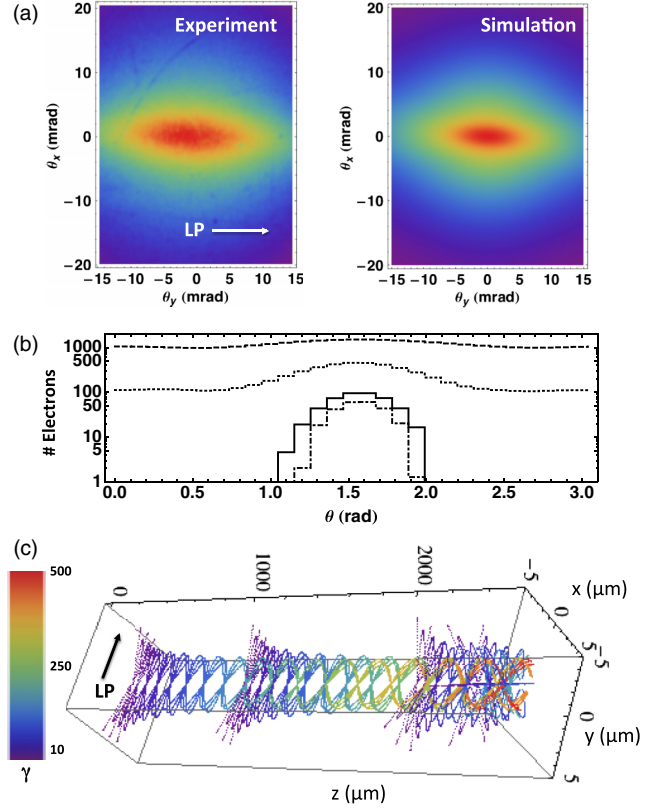 (a)
Experiment
Simulation
20
10
0
−10
−20
θx (mrad)
LP
−15 −10 −5 0 5 10 15
θy (mrad)
20
10
0
−10
−20
θx (mrad)
−15 −10 −5 0 5 10 15
θy (mrad)
(b)
# Electrons
1000
500
100
50
10
5
1
0.0 0.5 1.0 1.5 2.0 2.5 3.0
θ (rad)
(c)
500
250
10
γ
LP
0 1000 2000
z (μm)
−5 0 5
x (μm)
−5 0 5
y (μm)